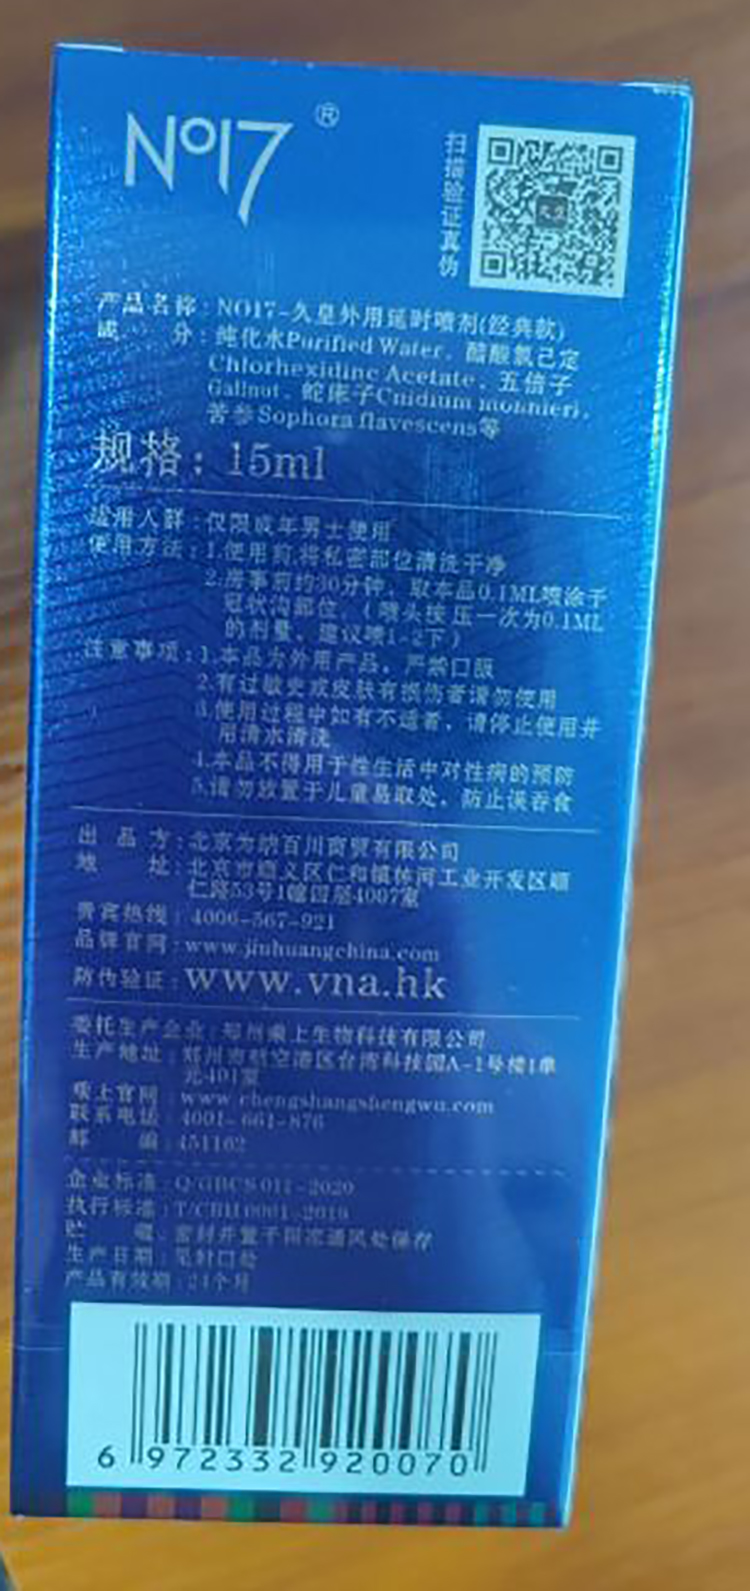 No17®
扫描验证真伪
产品名称：NO17-久皇外用延时喷剂(经典款)
成 分：纯化水Purified Water、醋酸氯己定
Chlorhexidine Acetate、五倍子
Gallnut、蛇床子Cnidium monnieri、
苦参Sophora flavescens等
规格：15ml
适用人群：仅限成年男士使用
使用方法：1.使用前,将私密部位清洗干净
2.房事前约30分钟，取本品0.1ML喷涂于
冠状沟部位，（喷头按压一次为0.1ML
的剂量，建议喷1-2下）
注意事项：1.本品为外用产品，严禁口服
2.有过敏史或皮肤有损伤者请勿使用
3.使用过程中如有不适者，请停止使用并
用清水清洗
4.本品不得用于性生活中对性病的预防
5.请勿放置于儿童易取处，防止误吞食
出 品 方：北京为纳百川商贸有限公司
地 址：北京市顺义区仁和镇林河工业开发区顺
仁路53号1幢四层4007室
贵宾热线：4006-567-921
品牌官网：www.jiuhuangchina.com
防伪验证：www.vna.hk
委托生产企业：郑州乘上生物科技有限公司
生产地址：郑州市航空港区台湾科技园A-1号楼1单
元401室
乘上官网：www.chengshangshengwu.com
联系电话：4001-661-876
邮 编：451162
企业标准：Q/GBCS 011-2020
执行标准：T/CBH 0001-2019
贮 藏：密封并置于阴凉通风处保存
生产日期：见封口处
产品有效期：24个月
6 972332 920070